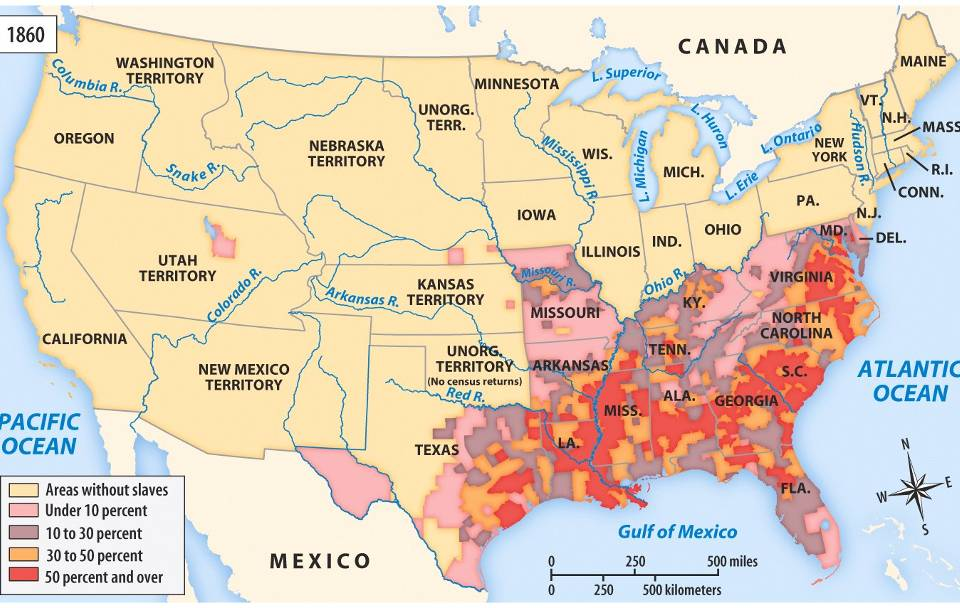 1860
CANADA
WASHINGTON
TERRITORY
Columbia R.
OREGON
Snake R.
NEBRASKA
TERRITORY
UNORG.
TERR.
MINNESOTA
L. Superior
Mississippi R.
WIS.
L. Michigan
MICH.
L. Huron
L. Ontario
L. Erie
NEW
YORK
Hudson R.
VT.
N.H.
MAINE
MASS
R.I.
CONN.
N.J.
PA.
MD.
DEL.
IOWA
ILLINOIS
IND.
OHIO
Ohio R.
UTAH
TERRITORY
Colorado R.
CALIFORNIA
KANSAS
TERRITORY
Arkansas R.
Missouri R.
MISSOURI
KY.
VIRGINIA
NORTH
CAROLINA
TENN.
S.C.
NEW MEXICO
TERRITORY
UNORG.
TERRITORY
(No census returns)
Red R.
ARKANSAS
MISS.
ALA.
GEORGIA
TEXAS
LA.
FLA.
PACIFIC
OCEAN
ATLANTIC
OCEAN
Gulf of Mexico
MEXICO
Areas without slaves
Under 10 percent
10 to 30 percent
30 to 50 percent
50 percent and over
0 250 500 miles
0 250 500 kilometers
N
W E
S